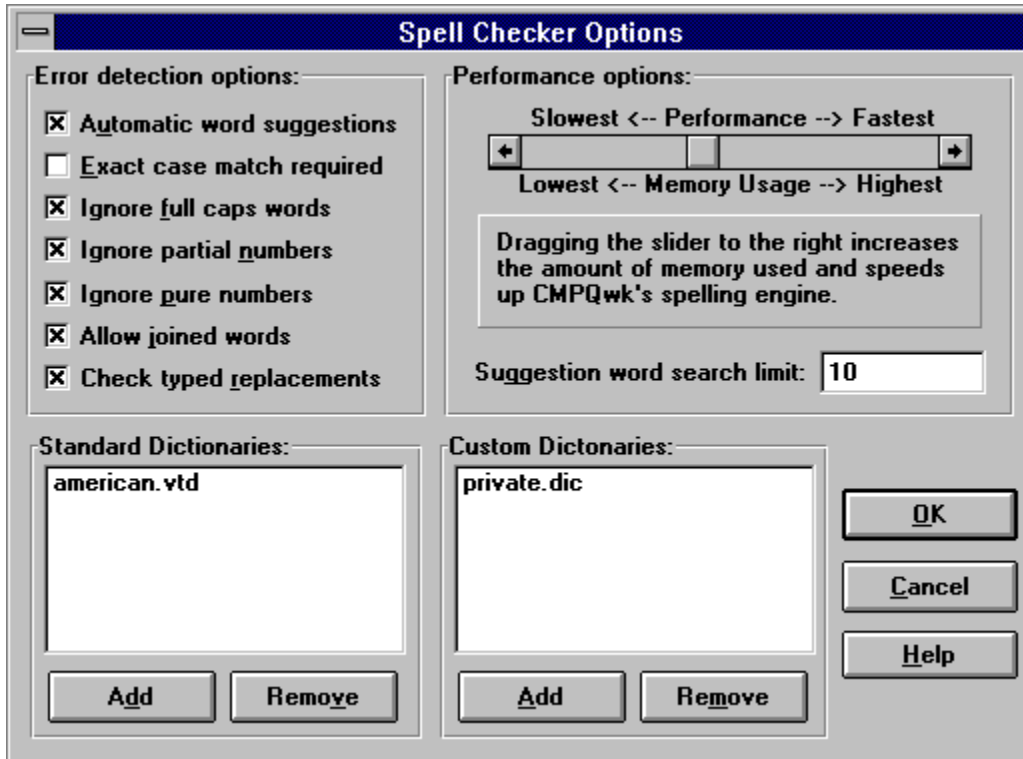 Spell Checker Options
Error detection options:
Automatic word suggestions
Exact case match required
Ignore full caps words
Ignore partial numbers
Ignore pure numbers
Allow joined words
Check typed replacements
Performance options:
Slowest <-- Performance --> Fastest
Lowest <-- Memory Usage --> Highest
Dragging the slider to the right increases
the amount of memory used and speeds
up CMPQwk's spelling engine.
Suggestion word search limit: 10
Standard Dictionaries:
american.vtd
Add Remove
Custom Dictonaries:
private.dic
Add Remove
OK
Cancel
Help